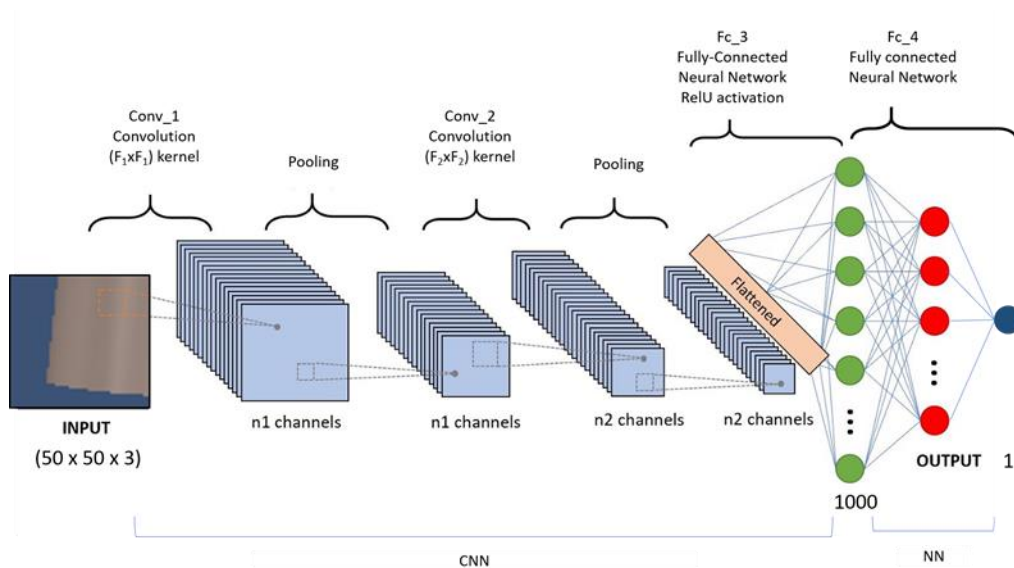 Conv_1
Convolution
(F₁xF₁) kernel
Pooling
Conv_2
Convolution
(F₂xF₂) kernel
Pooling
Fc_3
Fully-Connected
Neural Network
RelU activation
Fc_4
Fully connected
Neural Network
Flattened
INPUT
(50 x 50 x 3)
n1 channels
n1 channels
n2 channels
n2 channels
1000
OUTPUT 1
CNN
NN